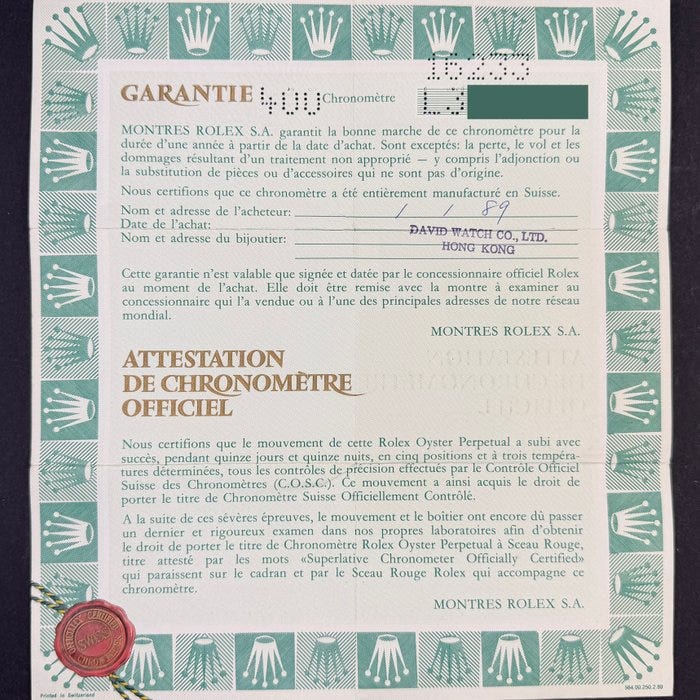 16233
GARANTIE 400 Chronomètre L3
MONTRES ROLEX S.A. garantit la bonne marche de ce chronomètre pour la
durée d'une année à partir de la date d'achat. Sont exceptés: la perte, le vol et les
dommages résultant d'un traitement non approprié – y compris l'adjonction ou
la substitution de pièces ou d'accessoires qui ne sont pas d'origine.
Nous certifions que ce chronomètre a été entièrement manufacturé en Suisse.
Nom et adresse de l'acheteur: 1 1 89
Date de l'achat:
DAVID WATCH CO., LTD.
Nom et adresse du bijoutier:
HONG KONG
Cette garantie n'est valable que signée et datée par le concessionnaire officiel Rolex
au moment de l'achat. Elle doit être remise avec la montre à examiner au
concessionnaire qui l'a vendue ou à l'une des principales adresses de notre réseau
mondial.
MONTRES ROLEX S.A.
ATTESTATION
DE CHRONOMÈTRE
OFFICIEL
Nous certifions que le mouvement de cette Rolex Oyster Perpetual a subi avec
succès, pendant quinze jours et quinze nuits, en cinq positions et à trois tempéra-
tures déterminées, tous les contrôles de précision effectués par le Contrôle Officiel
Suisse des Chronomètres (C.O.S.C.). Ce mouvement a ainsi acquis le droit de
porter le titre de Chronomètre Suisse Officiellement Contrôlé.
A la suite de ces sévères épreuves, le mouvement et le boîtier ont encore dû passer
un dernier et rigoureux examen dans nos propres laboratoires afin d'obtenir
le droit de porter le titre de Chronomètre Rolex Oyster Perpetual à Sceau Rouge,
titre attesté par les mots «Superlative Chronometer Officially Certified»
qui paraissent sur le cadran et par le Sceau Rouge Rolex qui accompagne ce
chronomètre.
MONTRES ROLEX S.A.
OFFICIALLY CERTIFIED
SWISS
CHRONOMETER
Printed in Switzerland
564.00.250.2.89